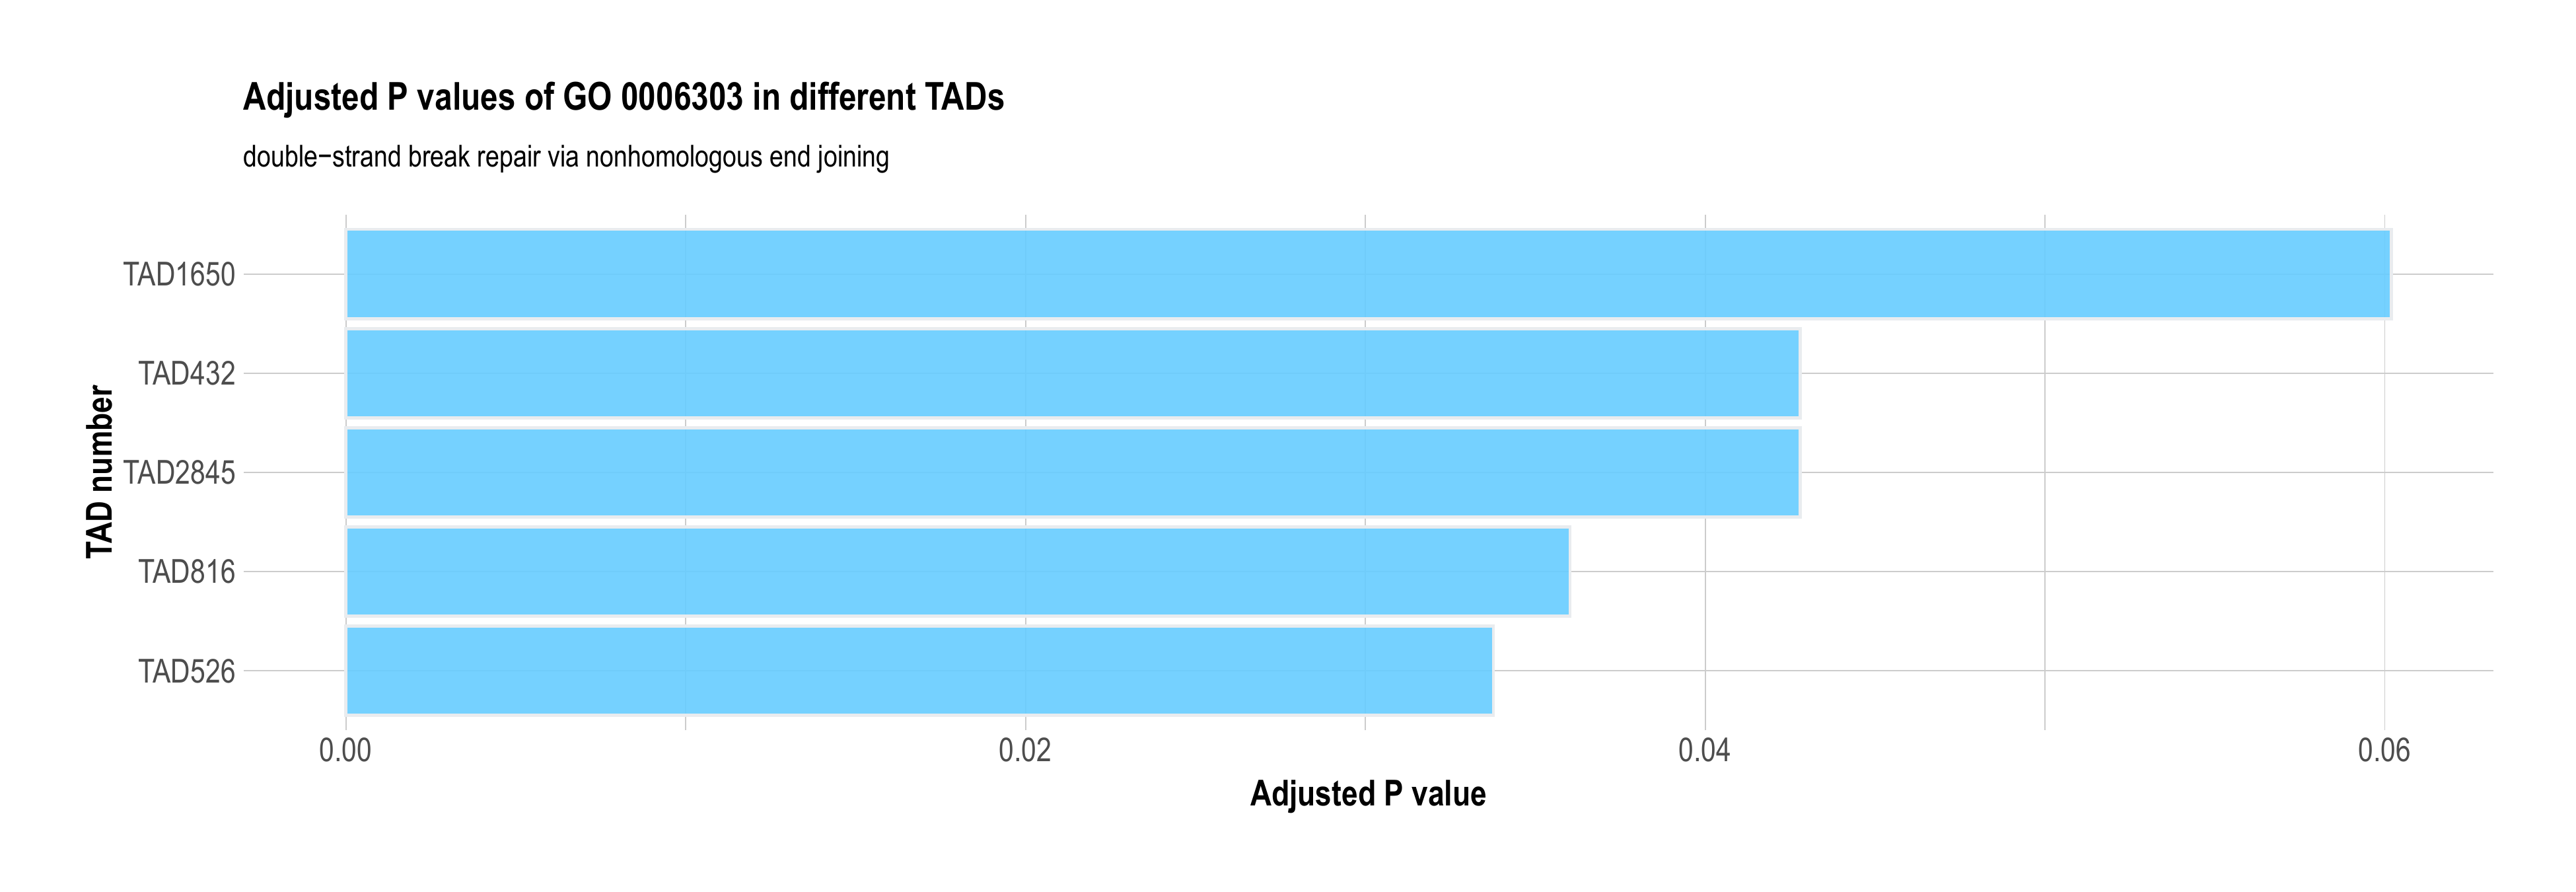 Adjusted P values of GO 0006303 in different TADs
double−strand break repair via nonhomologous end joining
TAD number
TAD1650
TAD432
TAD2845
TAD816
TAD526
0.00 0.02 0.04 0.06
Adjusted P value